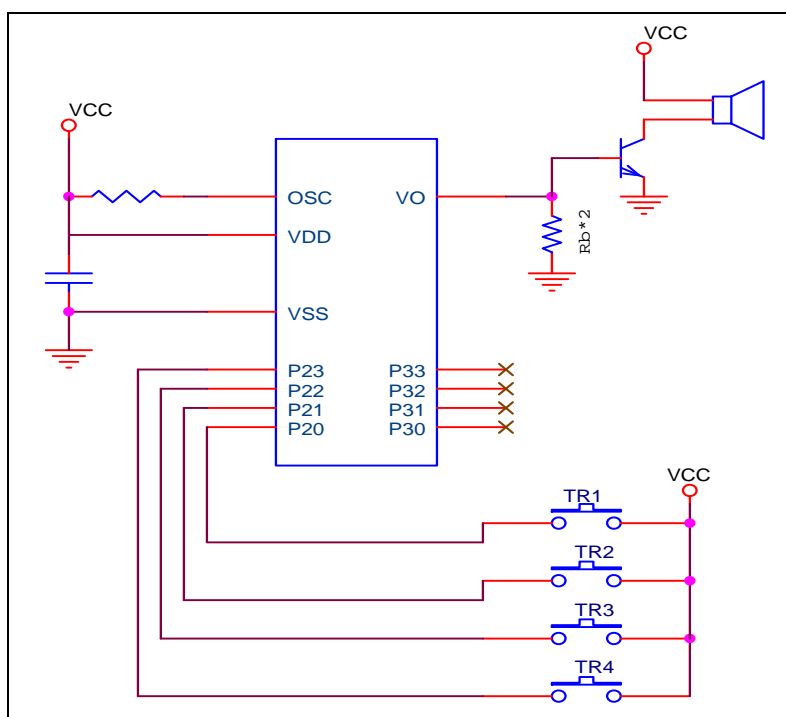 VCC
VCC
OSC
VO
VDD
Rb*2
VSS
P23
P33
P22
P32
P21
P31
P20
P30
VCC
TR1
TR2
TR3
TR4